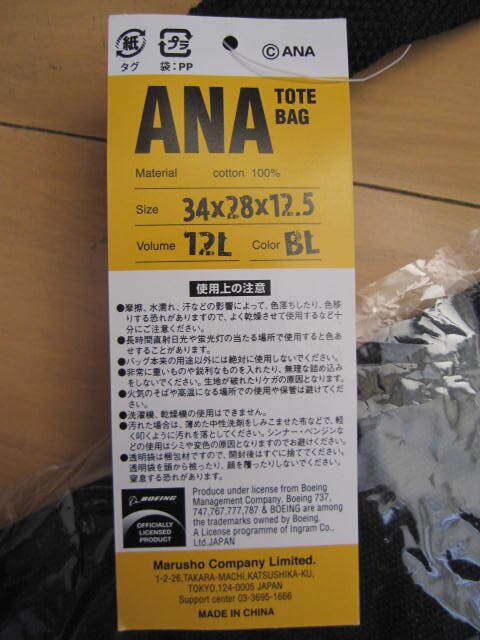 紙
タグ
プラ
袋：PP
©ANA
ANA TOTE BAG
Material cotton 100%
Size 34x28x12.5
Volume 12L Color BL
使用上の注意
●摩擦、水濡れ、汗などの影響によって、色落ちしたり、色移
りする恐れがありますので、よく乾燥させて使用するなど十
分にご注意ください。
●長時間直射日光や蛍光灯の当たる場所で使用すると色あ
せすることがあります。
●バッグ本来の用途以外には絶対に使用しないでください。
●非常に重いものや鋭利なものを入れたり、無理な詰め込み
をしないでください。生地が破れたりケガの原因となります。
●火気のそばや高温になる場所での使用や保管は避けてくだ
さい。
●洗濯機、乾燥機の使用はできません。
●汚れた場合は、薄めた中性洗剤をしみこませた布などで、軽
く叩くように汚れを落としてください。シンナー・ベンジンな
どの使用はシミや変色の原因となりますのでお避けください。
●透明袋は梱包材ですので、開封後はすぐに捨ててください。
透明袋を頭から被ったり、顔を覆ったりしないでください。
窒息する恐れがあります。
BOEING
OFFICIALLY
LICENSED
PRODUCT
Produce under license from Boeing
Management Company. Boeing 737,
747,767,777,787 & BOEING are among
the trademarks owned by Boeing.
A License programme of Ingram Co.,
Ltd.JAPAN
Marusho Company Limited.
1-2-26,TAKARA-MACHI,KATSUSHIKA-KU,
TOKYO,124-0005 JAPAN
Support center 03-3695-1666
MADE IN CHINA